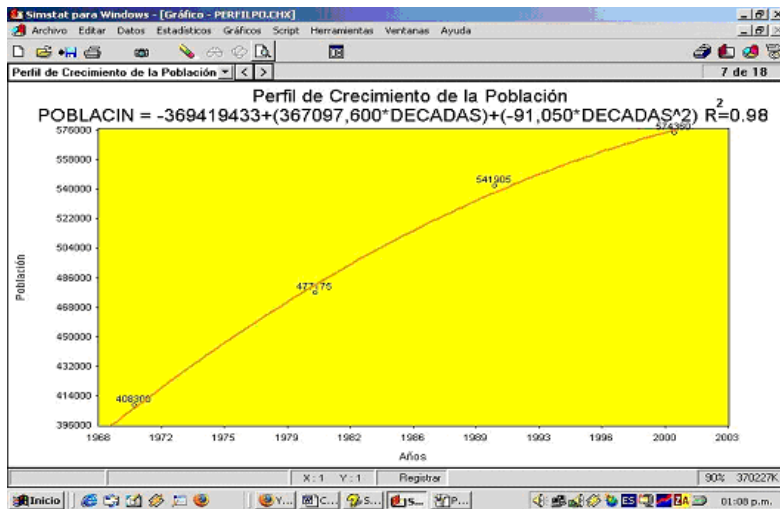 Simstat para Windows - [Gráfico - PERFILPO.CHX]
Archivo Editar Datos Estadísticos Gráficos Script Herramientas Ventanas Ayuda
Perfil de Crecimiento de la Población < > 7 de 18
Perfil de Crecimiento de la Población
POBLACIN = -369419433+(367097,600*DECADAS)+(-91,050*DECADAS^2) R²=0.98
576000
558000
540000
522000
504000
486000
468000
450000
432000
414000
396000
Población
408300
541905
1968 1972 1975 1979 1982 1986 1989 1993 1996 2000 2003
Años
X: 1 Y: 1 Registrar 90% 370227K
Inicio Y... C... S... S... P... ES ZA 01:08 p.m.